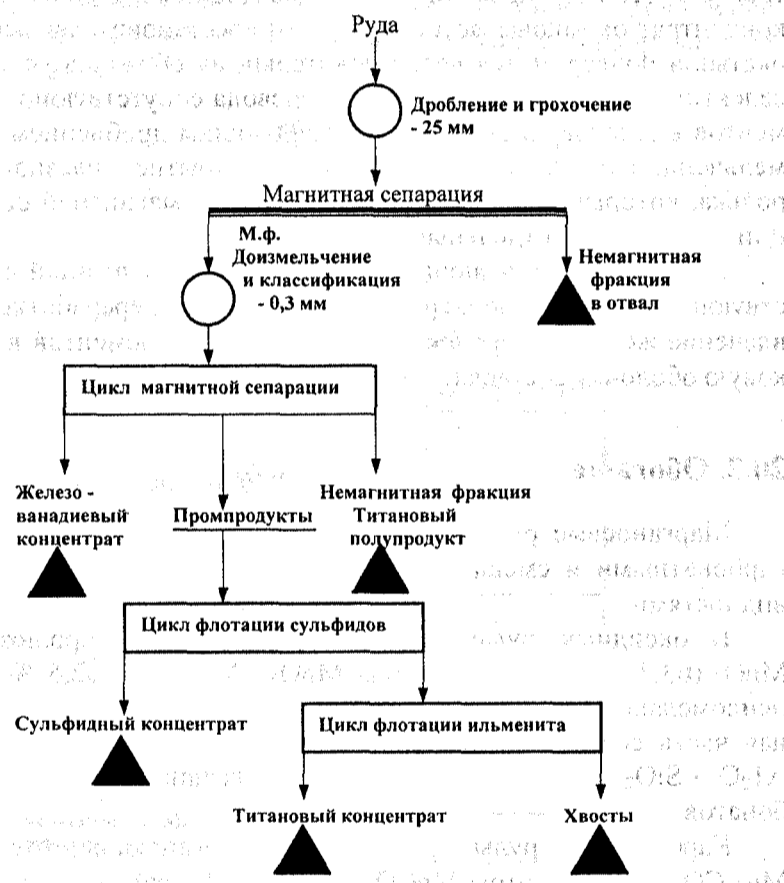 Руда
Дробление и грохочение
- 25 мм
Магнитная сепарация
М.ф.
Доизмельчение
и классификация
- 0,3 мм
Немагнитная
фракция
в отвал
Цикл магнитной сепарации
Железо -
ванадиевый
концентрат
Промпродукты
Немагнитная фракция
Титановый
полупродукт
Цикл флотации сульфидов
Сульфидный концентрат
Цикл флотации ильменита
Титановый концентрат
Хвосты